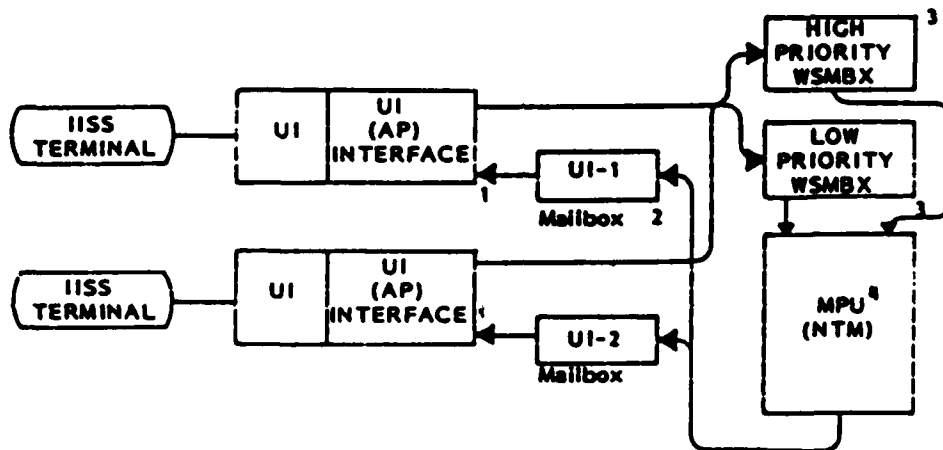 HIGH
PRIORITY
WSMBX
3
IISS
TERMINAL
UI
UI
(AP)
INTERFACE
1
UI-1
Mailbox 2
LOW
PRIORITY
WSMBX
3
IISS
TERMINAL
UI
UI
(AP)
INTERFACE
UI-2
Mailbox
MPU 4
(NTM)